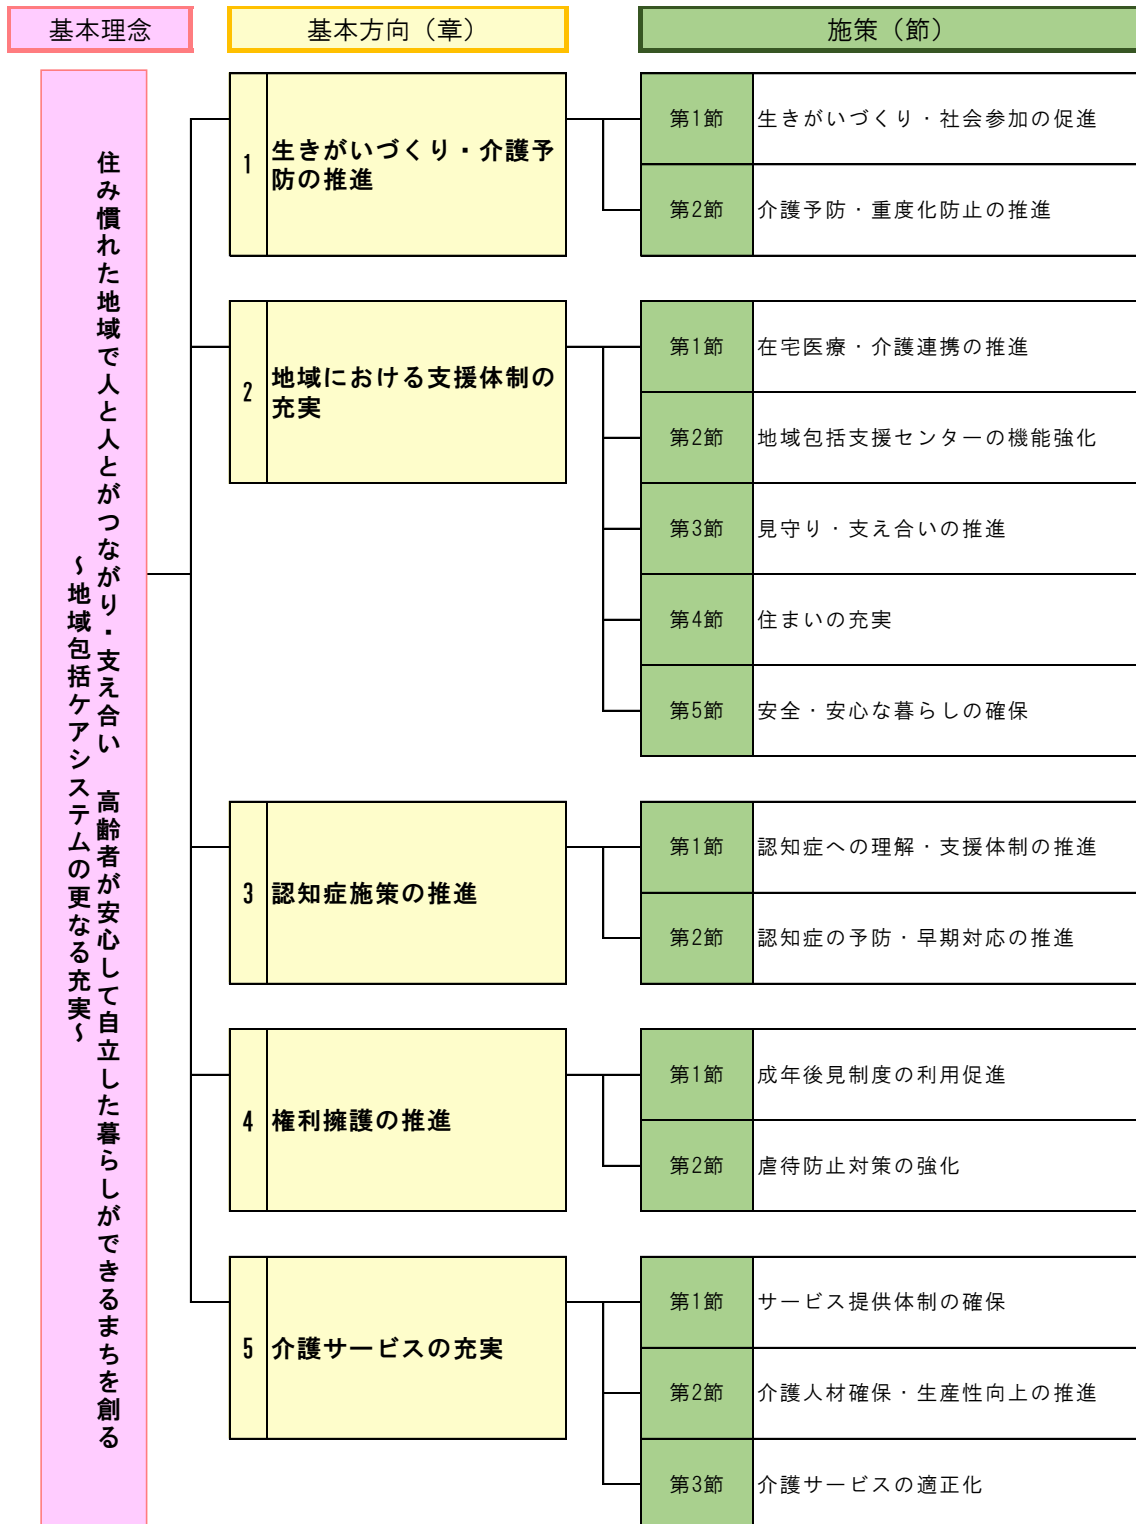 基本理念
基本方向（章）
施策（節）
住み慣れた地域で人と人とがつながり・支え合い　高齢者が安心して自立した暮らしができるまちを創る
～地域包括ケアシステムの更なる充実～
1
生きがいづくり・介護予
防の推進
第1節
生きがいづくり・社会参加の促進
第2節
介護予防・重度化防止の推進
2
地域における支援体制の
充実
第1節
在宅医療・介護連携の推進
第2節
地域包括支援センターの機能強化
第3節
見守り・支え合いの推進
第4節
住まいの充実
第5節
安全・安心な暮らしの確保
3
認知症施策の推進
第1節
認知症への理解・支援体制の推進
第2節
認知症の予防・早期対応の推進
4
権利擁護の推進
第1節
成年後見制度の利用促進
第2節
虐待防止対策の強化
5
介護サービスの充実
第1節
サービス提供体制の確保
第2節
介護人材確保・生産性向上の推進
第3節
介護サービスの適正化